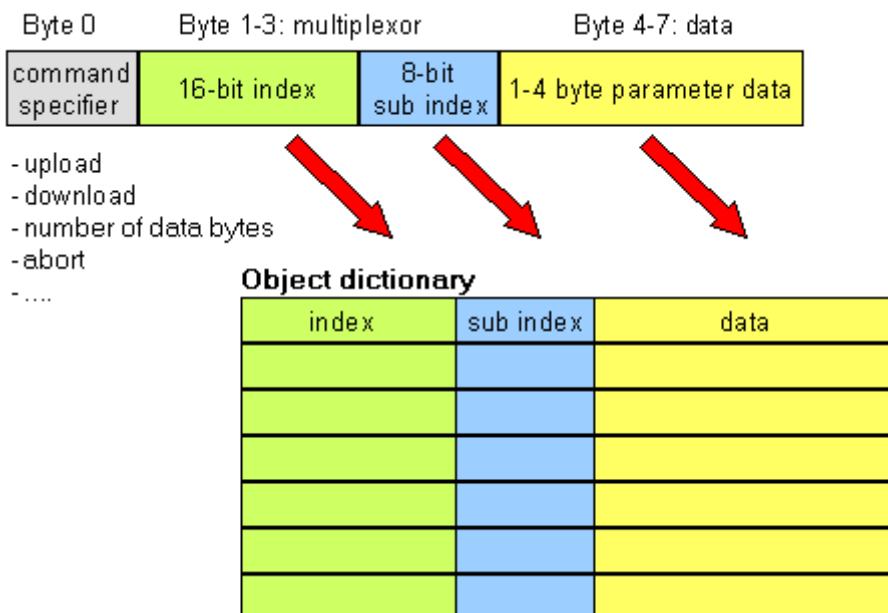 Byte 0 Byte 1-3: multiplexor Byte 4-7: data
command specifier 16-bit index 8-bit sub index 1-4 byte parameter data
- upload
- download
- number of data bytes
- abort
- ....
Object dictionary
index sub index data